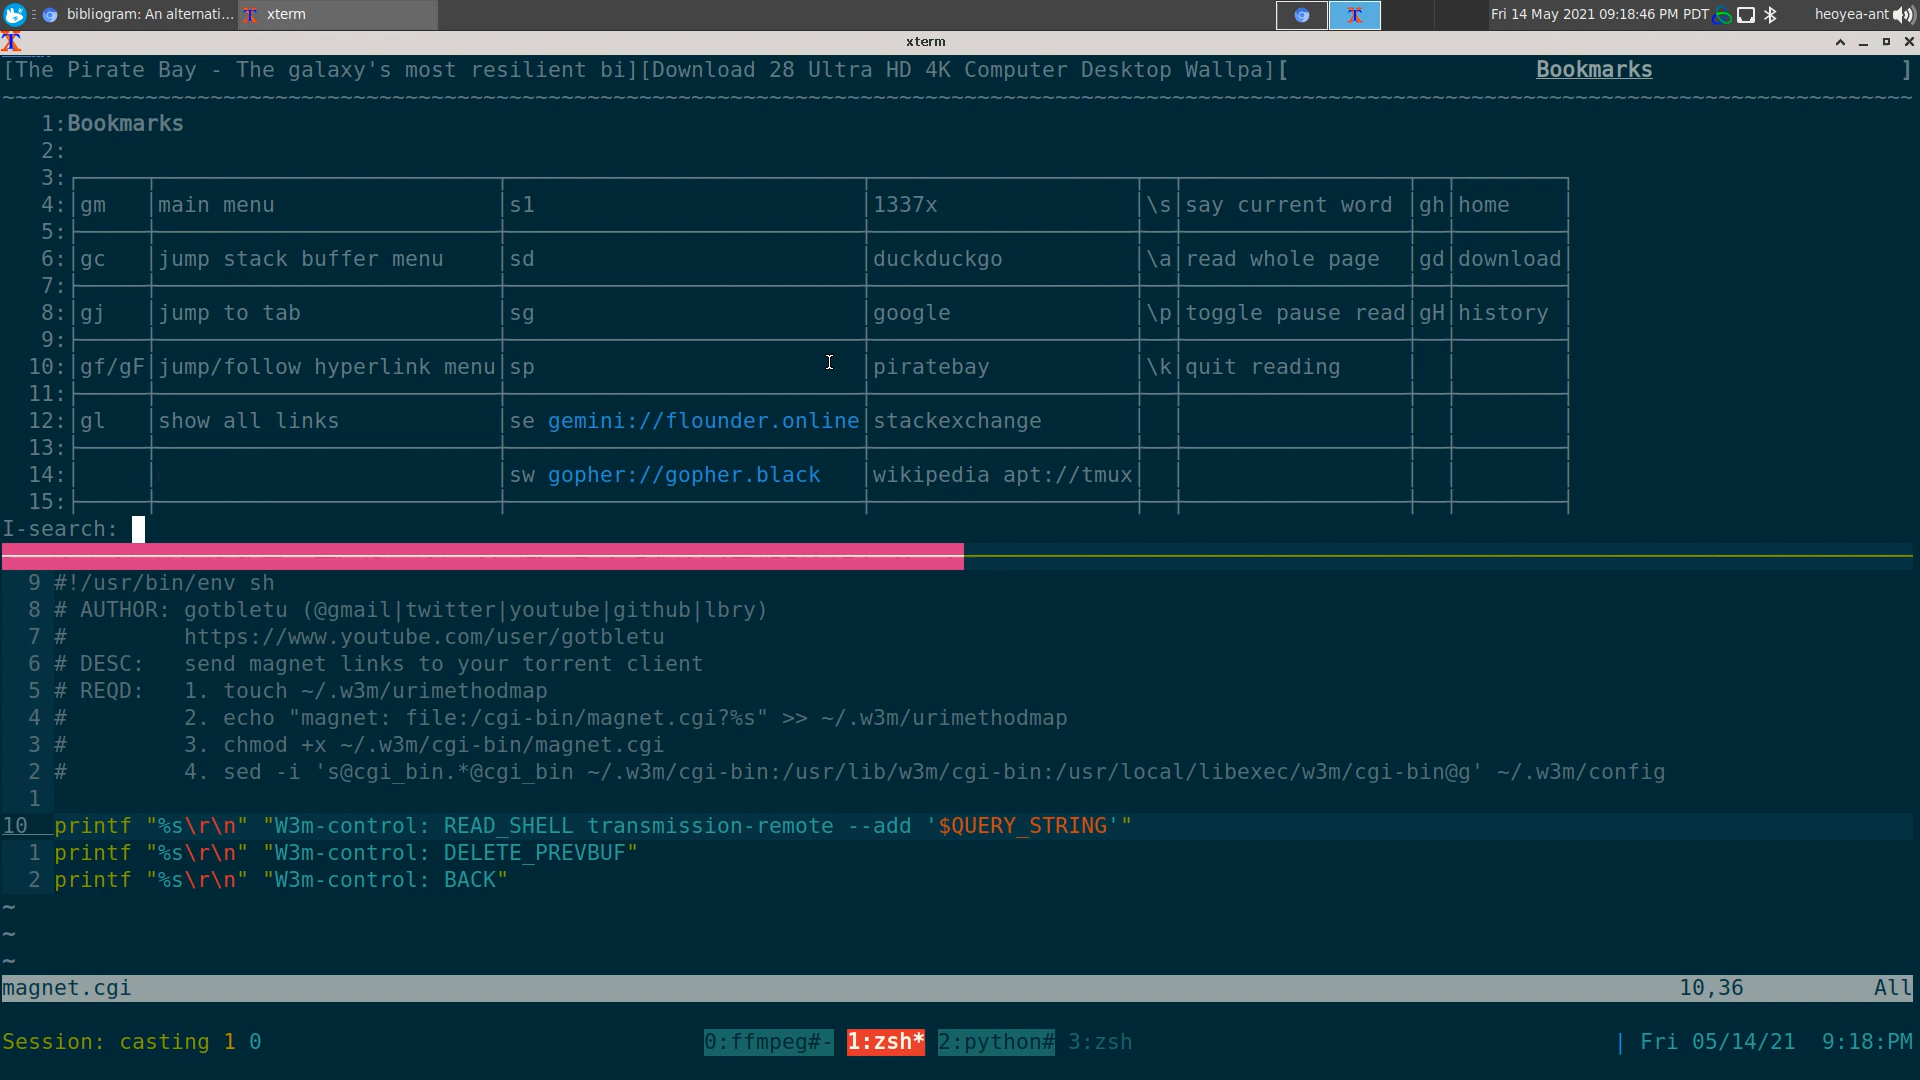 bibliogram: An alternati... xterm Fri 14 May 2021 09:18:46 PM PDT heoyea-ant
xterm
[The Pirate Bay - The galaxy's most resilient bi][Download 28 Ultra HD 4K Computer Desktop Wallpa][ Bookmarks ]
1:Bookmarks
2:
3:
4: gm main menu s1 1337x \s say current word gh home
5:
6: gc jump stack buffer menu sd duckduckgo \a read whole page gd download
7:
8: gj jump to tab sg google \p toggle pause read gH history
9:
10: gf/gF jump/follow hyperlink menu sp piratebay \k quit reading
11:
12: gl show all links se gemini://flounder.online stackexchange
13:
14: sw gopher://gopher.black wikipedia apt://tmux
15:
I-search:
9 #!/usr/bin/env sh
8 # AUTHOR: gotbletu (@gmail|twitter|youtube|github|lbry)
7 #         https://www.youtube.com/user/gotbletu
6 # DESC:   send magnet links to your torrent client
5 # REQD:   1. touch ~/.w3m/urimethodmap
4 #         2. echo "magnet: file:/cgi-bin/magnet.cgi?%s" >> ~/.w3m/urimethodmap
3 #         3. chmod +x ~/.w3m/cgi-bin/magnet.cgi
2 #         4. sed -i 's@cgi_bin.*@cgi_bin ~/.w3m/cgi-bin:/usr/lib/w3m/cgi-bin:/usr/local/libexec/w3m/cgi-bin@g' ~/.w3m/config
1
10 printf "%s\r\n" "W3m-control: READ_SHELL transmission-remote --add '$QUERY_STRING'"
1 printf "%s\r\n" "W3m-control: DELETE_PREVBUF"
2 printf "%s\r\n" "W3m-control: BACK"
~
~
~
magnet.cgi 10,36 All
Session: casting 1 0 0:ffmpeg#- 1:zsh* 2:python# 3:zsh | Fri 05/14/21 9:18:PM